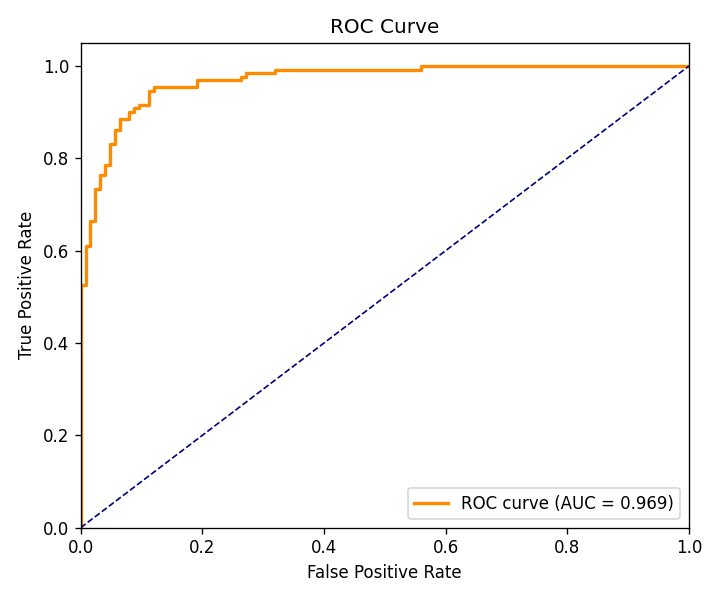 ROC Curve
1.0
0.8
0.6
0.4
0.2
0.0
True Positive Rate
0.0 0.2 0.4 0.6 0.8 1.0
False Positive Rate
ROC curve (AUC = 0.969)